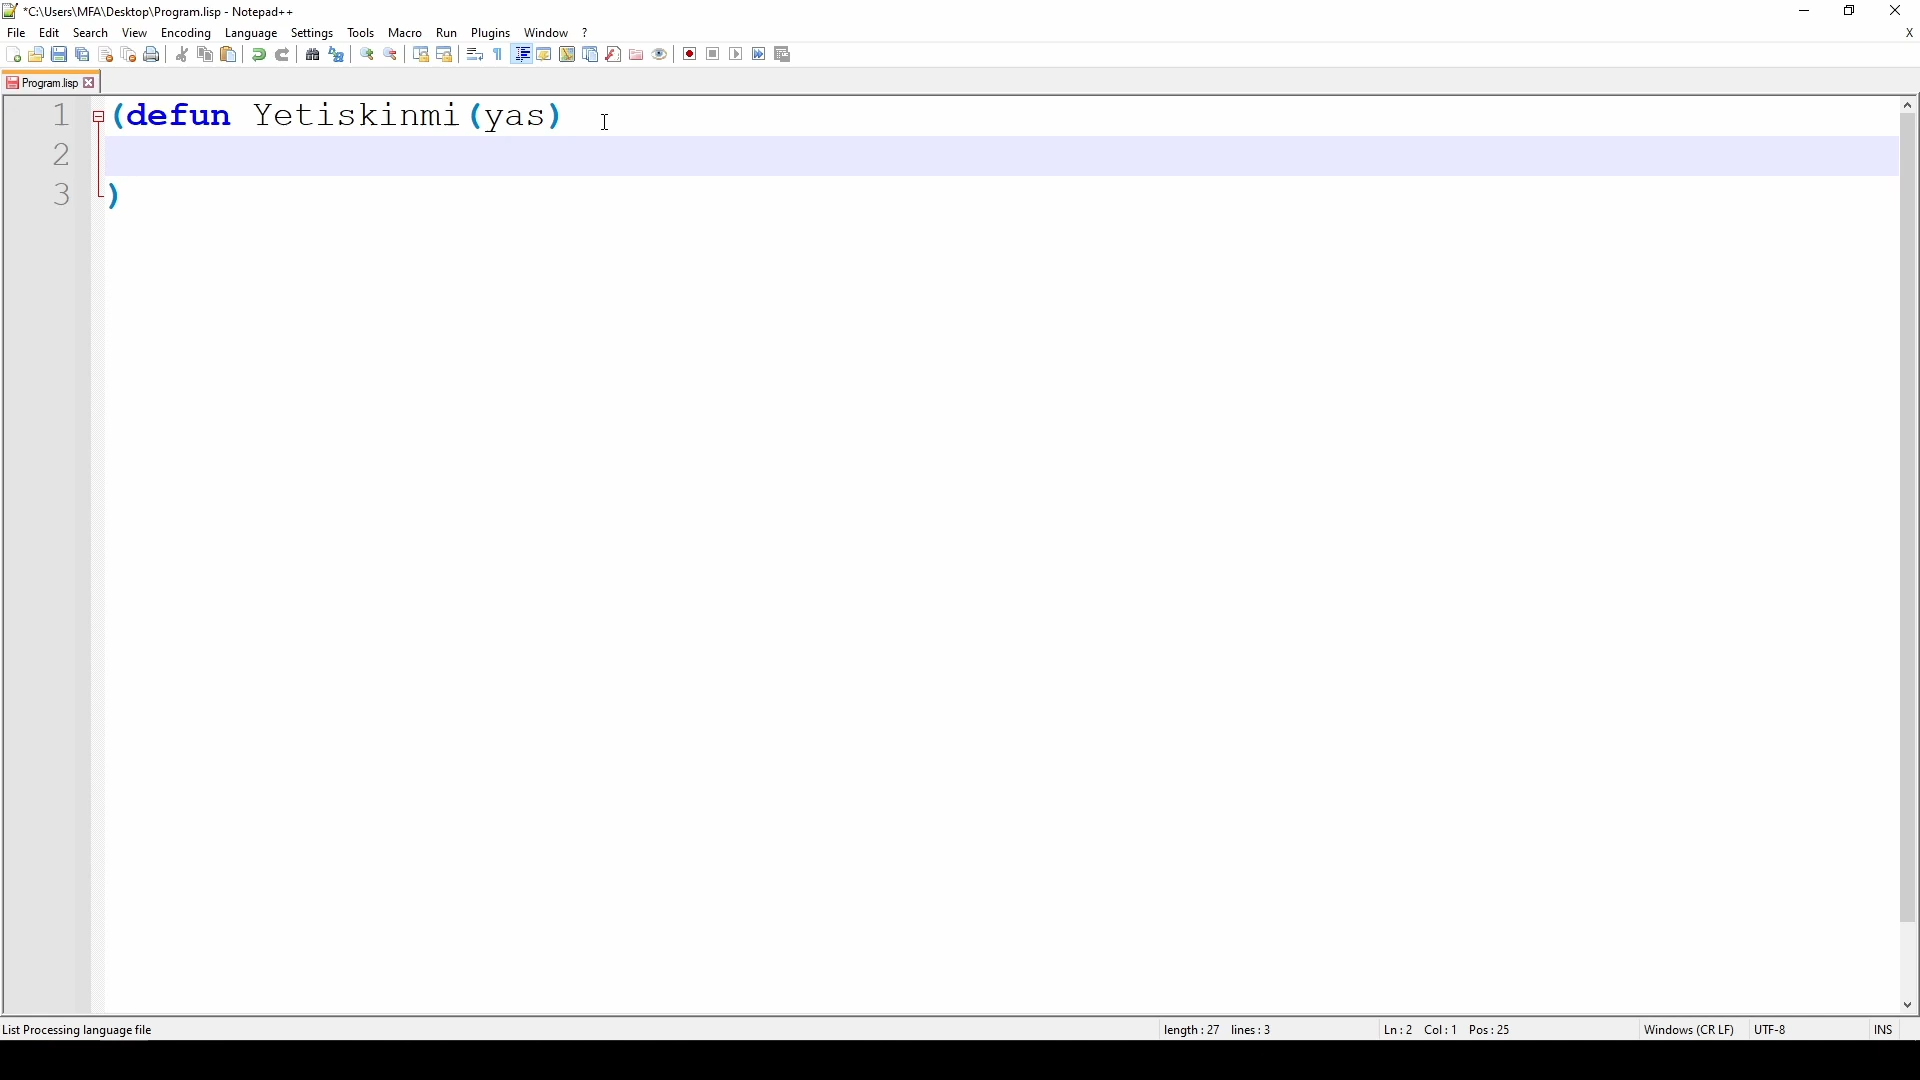 *C:\Users\MFA\Desktop\Program.lisp - Notepad++
File Edit Search View Encoding Language Settings Tools Macro Run Plugins Window ? X
Program.lisp
1 (defun Yetiskinmi(yas)
2
3 )
List Processing language file length : 27 lines : 3 Ln : 2 Col : 1 Pos : 25 Windows (CR LF) UTF-8 INS